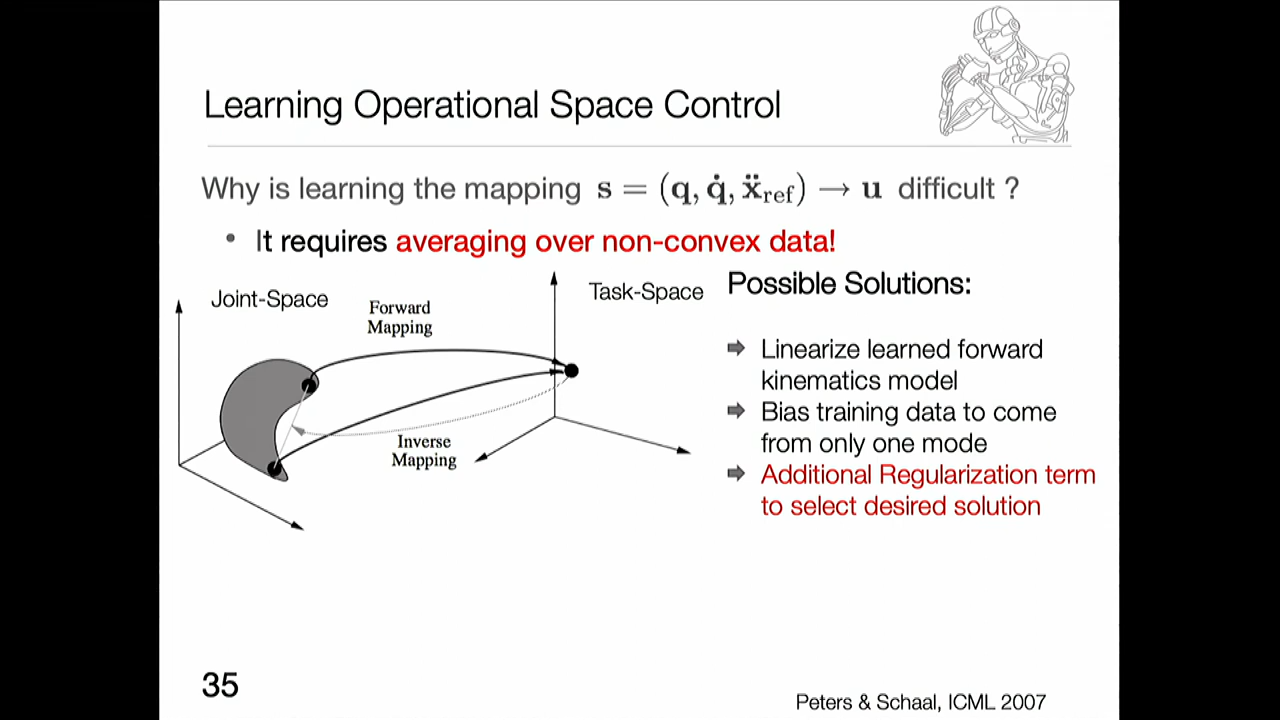 Learning Operational Space Control
Why is learning the mapping s = (q, q̇, ẍ_ref) → u difficult ?
• It requires averaging over non-convex data!
Joint-Space
Forward
Mapping
Task-Space
Inverse
Mapping
Possible Solutions:
Linearize learned forward
kinematics model
Bias training data to come
from only one mode
Additional Regularization term
to select desired solution
35
Peters & Schaal, ICML 2007